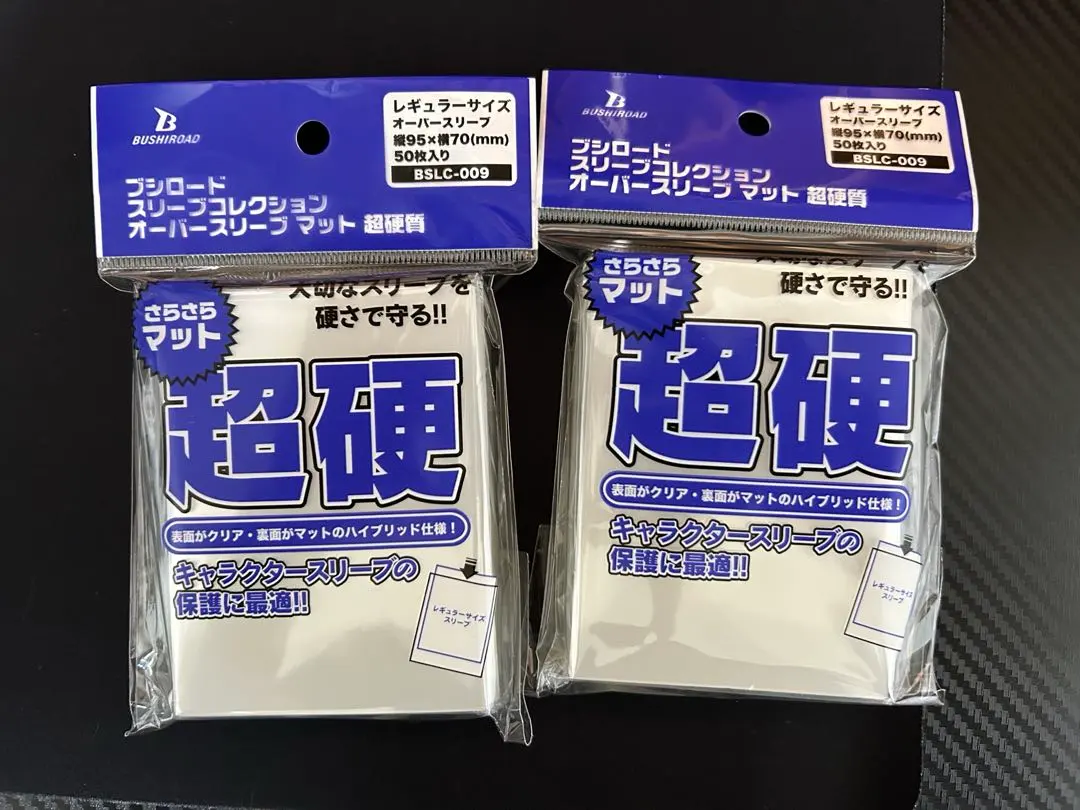 BUSHIROAD
レギュラーサイズ
オーバースリーブ
縦95×横70(mm)
50枚入り
BSLC-009
ブシロード
スリーブコレクション
オーバースリーブ マット 超硬質
さらさら
マット
大切なスリーブを
硬さで守る!!
超硬
表面がクリア・裏面がマットのハイブリッド仕様！
キャラクタースリーブの
保護に最適!!
レギュラーサイズ
スリーブ
BUSHIROAD
レギュラーサイズ
オーバースリーブ
縦95×横70(mm)
50枚入り
BSLC-009
ブシロード
スリーブコレクション
オーバースリーブ マット 超硬質
さらさら
マット
硬さで守る!!
超硬
表面がクリア・裏面がマットのハイブリッド仕様！
キャラクタースリーブの
保護に最適!!
レギュラーサイズ
スリーブ